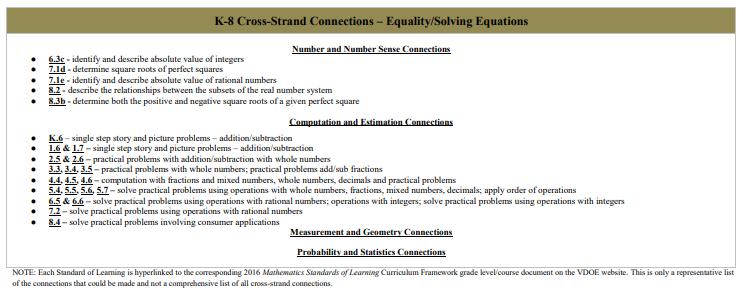 K-8 Cross-Strand Connections – Equality/Solving Equations
Number and Number Sense Connections
● 6.3c - identify and describe absolute value of integers
● 7.1d - determine square roots of perfect squares
● 7.1e - identify and describe absolute value of rational numbers
● 8.2 - describe the relationships between the subsets of the real number system
● 8.3b - determine both the positive and negative square roots of a given perfect square
Computation and Estimation Connections
● K.6 – single step story and picture problems – addition/subtraction
● 1.6 & 1.7 – single step story and picture problems – addition/subtraction
● 2.5 & 2.6 – practical problems with addition/subtraction with whole numbers
● 3.3, 3.4, 3.5 – practical problems with whole numbers; practical problems add/sub fractions
● 4.4, 4.5, 4.6 – computation with fractions and mixed numbers, whole numbers, decimals and practical problems
● 5.4, 5.5, 5.6, 5.7 – solve practical problems using operations with whole numbers, fractions, mixed numbers, decimals; apply order of operations
● 6.5 & 6.6 – solve practical problems using operations with rational numbers; operations with integers; solve practical problems using operations with integers
● 7.2 – solve practical problems using operations with rational numbers
● 8.4 – solve practical problems involving consumer applications
Measurement and Geometry Connections
Probability and Statistics Connections
NOTE: Each Standard of Learning is hyperlinked to the corresponding 2016 Mathematics Standards of Learning Curriculum Framework grade level/course document on the VDOE website. This is only a representative list
of the connections that could be made and not a comprehensive list of all cross-strand connections.